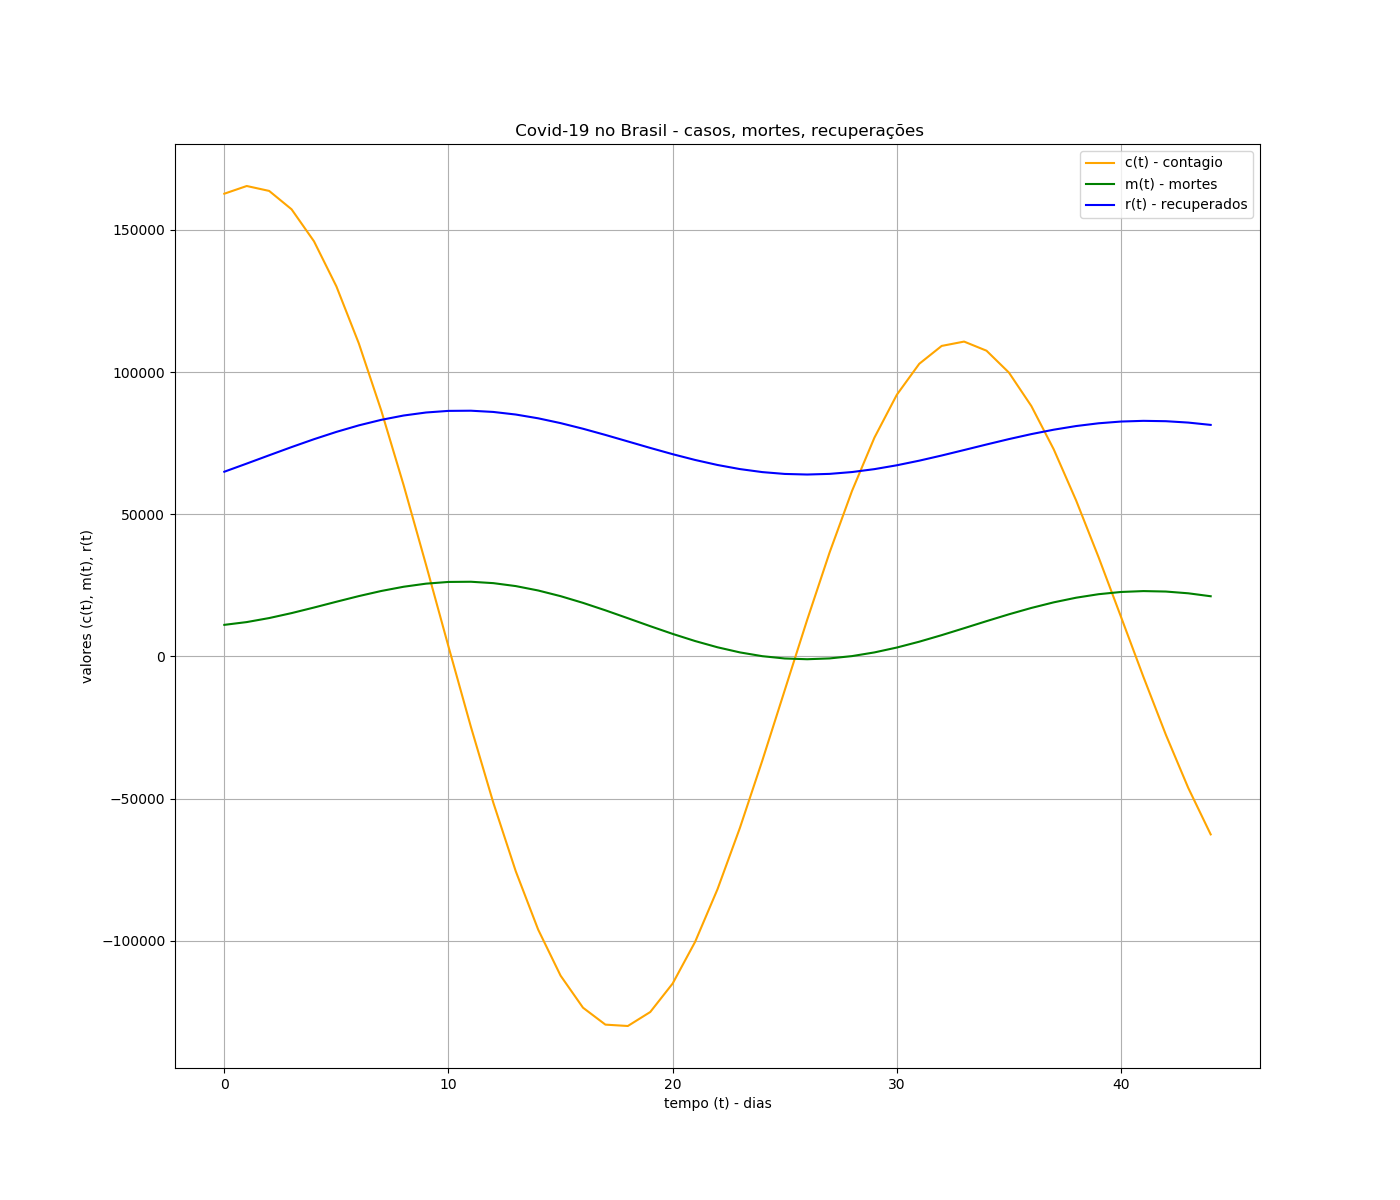 Covid-19 no Brasil - casos, mortes, recuperações
c(t) - contagio
m(t) - mortes
r(t) - recuperados
150000
100000
50000
0
−50000
−100000
valores (c(t), m(t), r(t)
0 10 20 30 40
tempo (t) - dias